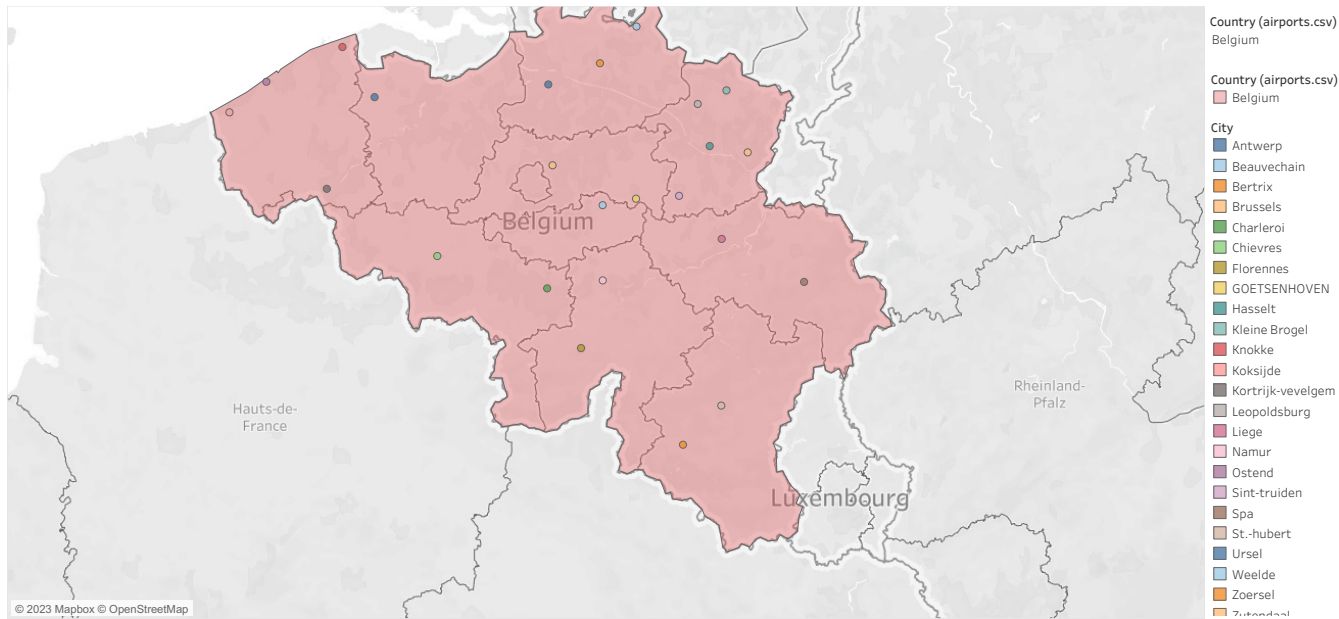 Country (airports.csv)
Belgium
Country (airports.csv)
Belgium
City
Antwerp
Beauvechain
Bertrix
Brussels
Charleroi
Chievres
Florennes
GOETSENHOVEN
Hasselt
Kleine Brogel
Knokke
Koksijde
Kortrijk-vevelgem
Leopoldsburg
Liege
Namur
Ostend
Sint-truiden
Spa
St.-hubert
Ursel
Weelde
Zoersel
Zutendaal
Belgium
Hauts-de-
France
Rheinland-
Pfalz
Luxembourg
© 2023 Mapbox © OpenStreetMap